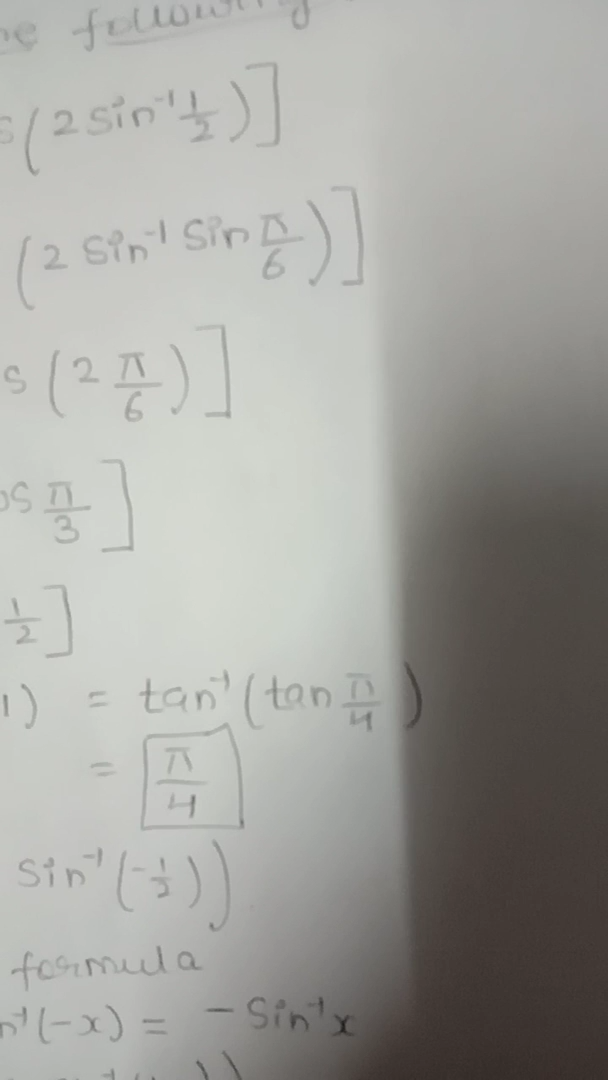 following
(2 sin⁻¹ 1/2)]
(2 sin⁻¹ sin π/6)]
s (2 π/6)]
os π/3]
1/2]
1) = tan⁻¹(tan π/4)
= π/4
sin⁻¹(-1/2))
formula
n⁻¹(-x) = -sin⁻¹x